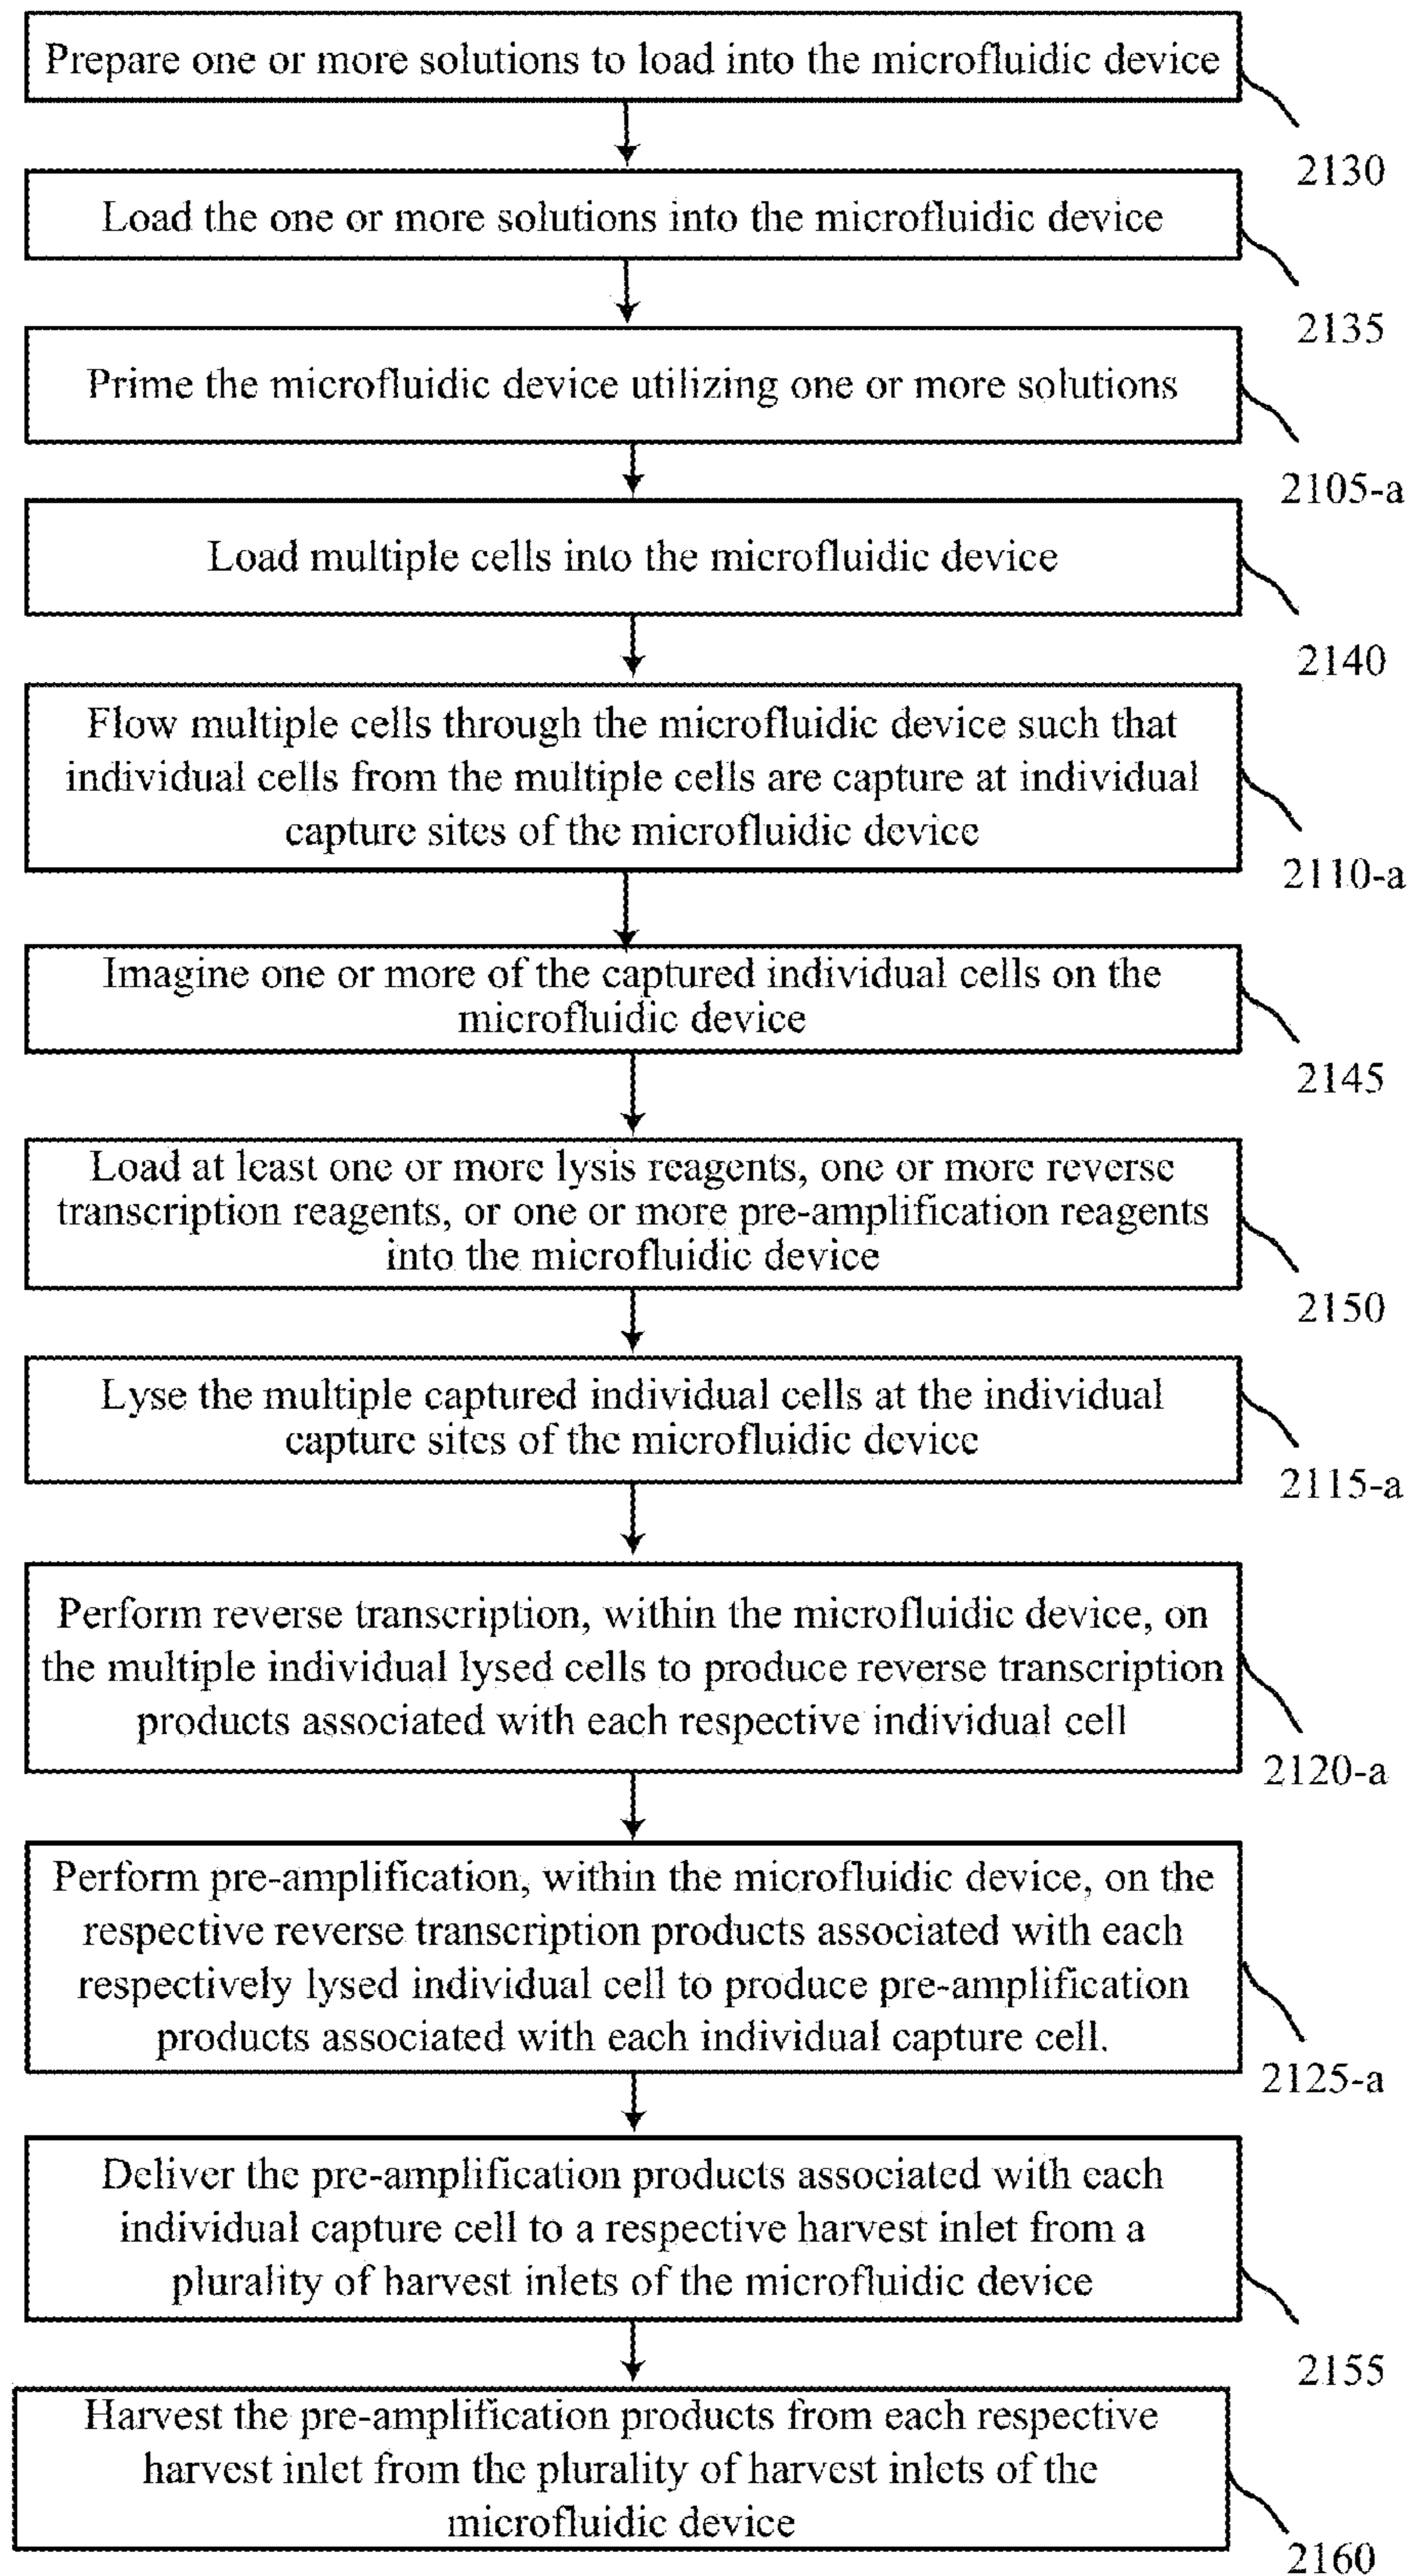 Prepare one or more solutions to load into the microfluidic device
2130
Load the one or more solutions into the microfluidic device
2135
Prime the microfluidic device utilizing one or more solutions
2105-a
Load multiple cells into the microfluidic device
2140
Flow multiple cells through the microfluidic device such that
individual cells from the multiple cells are capture at individual
capture sites of the microfluidic device
2110-a
Imagine one or more of the captured individual cells on the
microfluidic device
2145
Load at least one or more lysis reagents, one or more reverse
transcription reagents, or one or more pre-amplification reagents
into the microfluidic device
2150
Lyse the multiple captured individual cells at the individual
capture sites of the microfluidic device
2115-a
Perform reverse transcription, within the microfluidic device, on
the multiple individual lysed cells to produce reverse transcription
products associated with each respective individual cell
2120-a
Perform pre-amplification, within the microfluidic device, on the
respective reverse transcription products associated with each
respectively lysed individual cell to produce pre-amplification
products associated with each individual capture cell.
2125-a
Deliver the pre-amplification products associated with each
individual capture cell to a respective harvest inlet from a
plurality of harvest inlets of the microfluidic device
2155
Harvest the pre-amplification products from each respective
harvest inlet from the plurality of harvest inlets of the
microfluidic device
2160